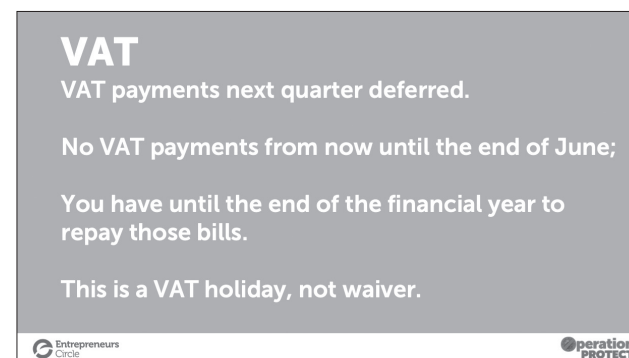 VAT
VAT payments next quarter deferred.
No VAT payments from now until the end of June;
You have until the end of the financial year to
repay those bills.
This is a VAT holiday, not waiver.
Entrepreneurs
Circle
Operation
PROTECT